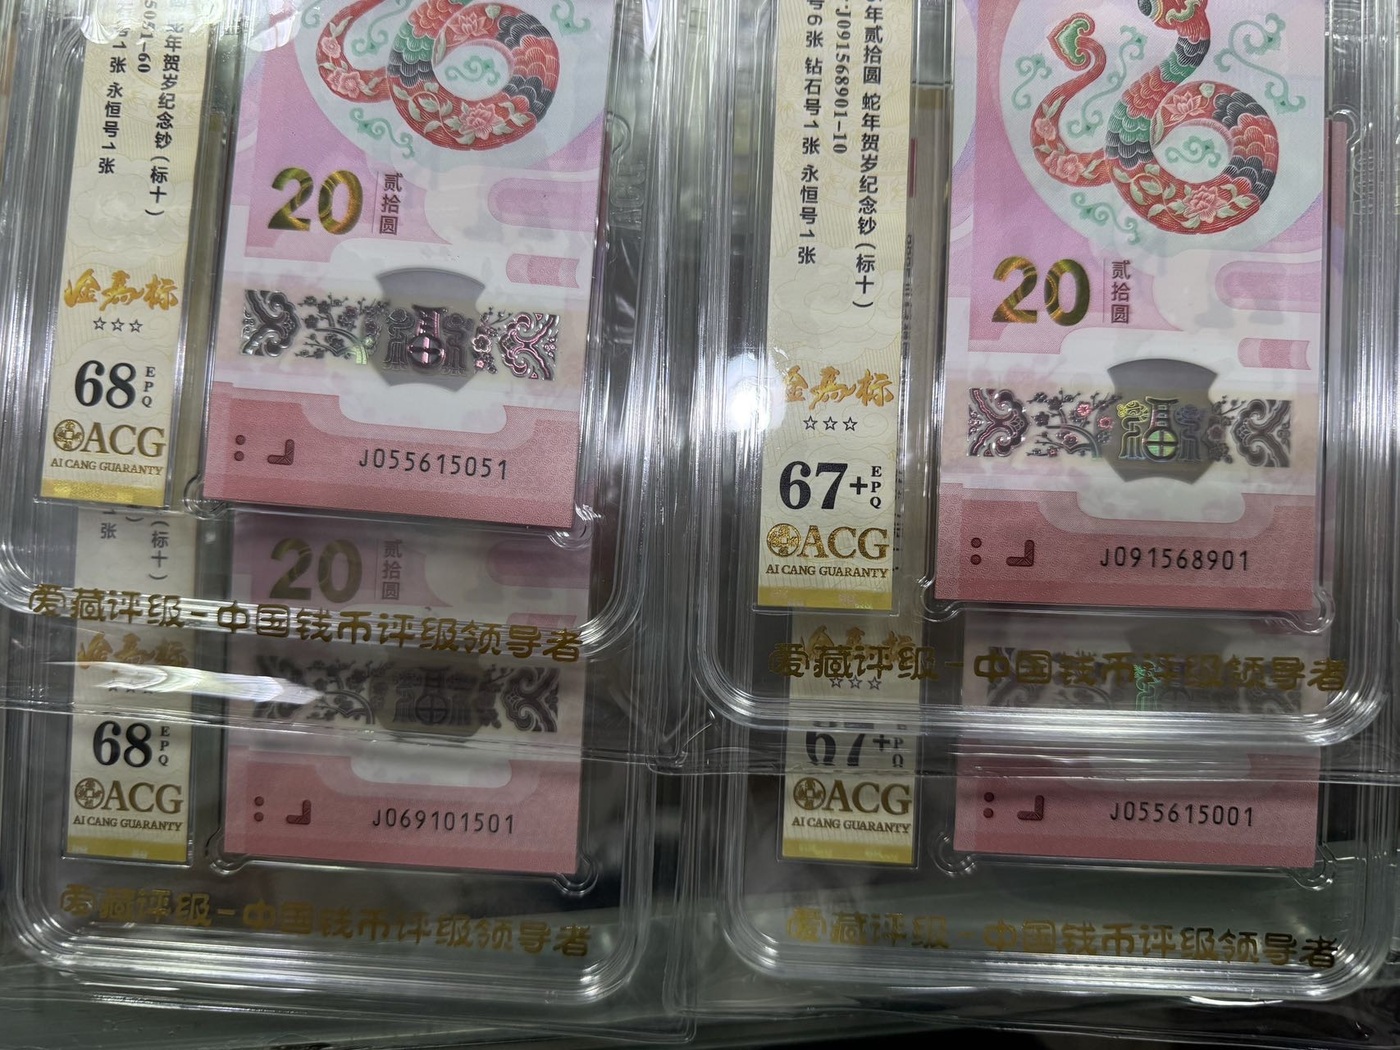 年贺岁纪念钞（标十）
5051-60
号1张 永恒号1张
金马标
☆☆☆
68 EPQ
ACG
AI CANG GUARANTY
20 贰拾圆
J055615051
爱藏评级-中国钱币评级领导者
年贰拾圆 蛇年贺岁纪念钞（标十）
J091568901-10
号6张 钻石号1张 永恒号1张
☆☆☆
67+ EPQ
ACG
AI CANG GUARANTY
20 贰拾圆
J091568901
爱藏评级-中国钱币评级领导者
1张
（标十）
20 贰拾圆
68 EPQ
ACG
AI CANG GUARANTY
J069101501
爱藏评级-中国钱币评级领导者
☆☆☆
67+
ACG
AI CANG GUARANTY
J055615001
爱藏评级-中国钱币评级领导者